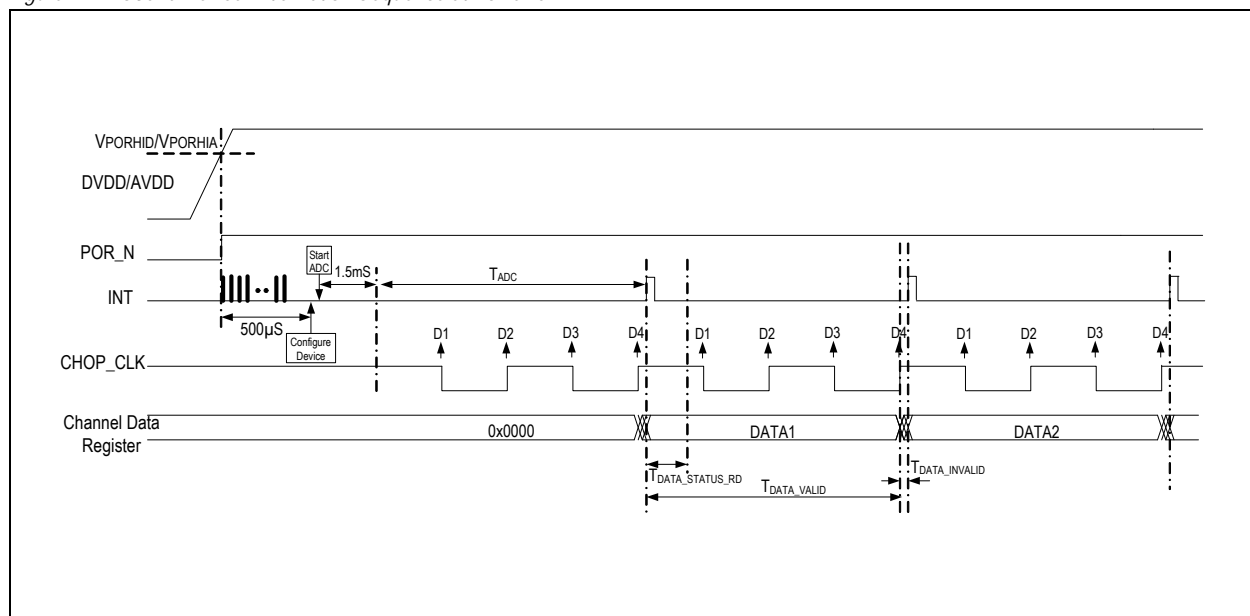 VPORHID/VPORHIA
DVDD/AVDD
POR_N
Start
ADC
1.5mS
TADC
INT
500µS
Configure
Device
D1 D2 D3 D4 D1 D2 D3 D4 D1 D2 D3 D4
CHOP_CLK
Channel Data
Register
0x0000 DATA1 DATA2
TDATA_STATUS_RD
TDATA_VALID
TDATA_INVALID